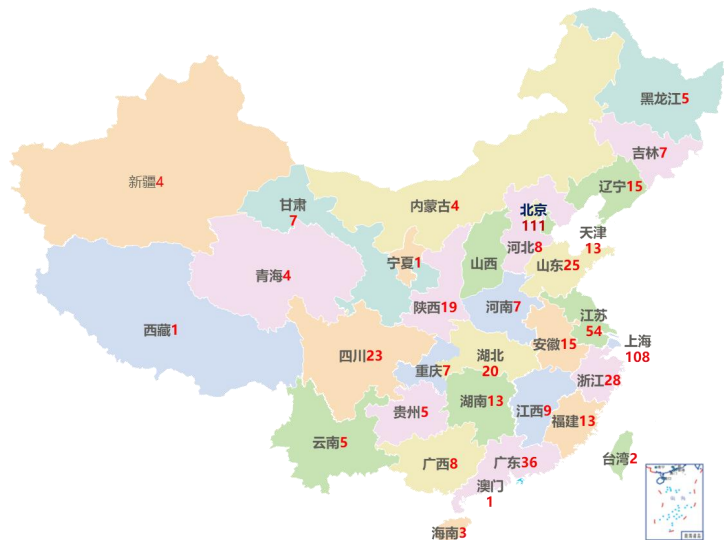 黑龙江5
吉林7
辽宁15
新疆4
甘肃
7
内蒙古4
北京
111
天津
13
河北8
宁夏1
山西
山东25
青海4
陕西19
河南7
江苏
54
西藏1
四川23
重庆7
湖北
20
安徽15
上海
108
浙江28
湖南13
江西9
贵州5
福建13
云南5
广西8
广东36
台湾2
澳门
1
海南3